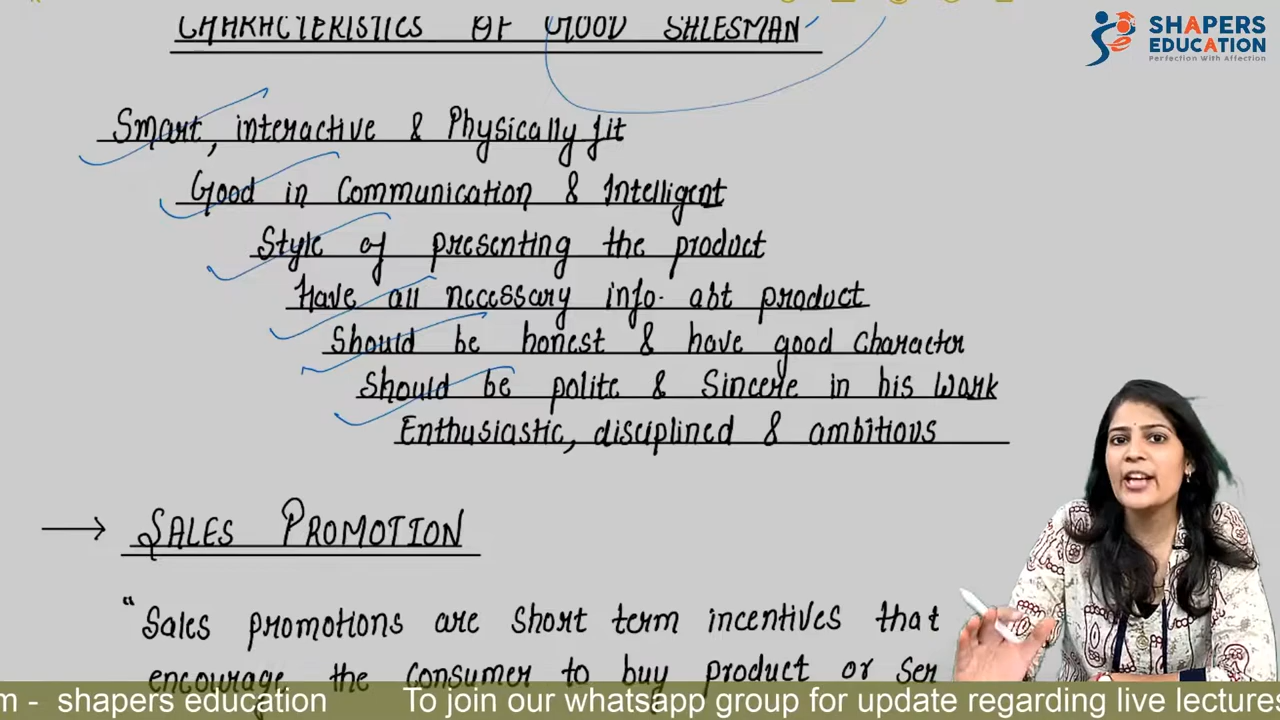 CHARACTERISTICS OF GOOD SALESMAN
SHAPERS
EDUCATION
Perfection With Affection
Smart, interactive & Physically fit
Good in Communication & Intelligent
Style of presenting the product
Have all necessary info. abt product
Should be honest & have good character
Should be polite & Sincere in his work
Enthusiastic, disciplined & ambitious
→ SALES PROMOTION
“Sales promotions are short term incentives that
encourage the consumer to buy product or ser
m - shapers education To join our whatsapp group for update regarding live lectures